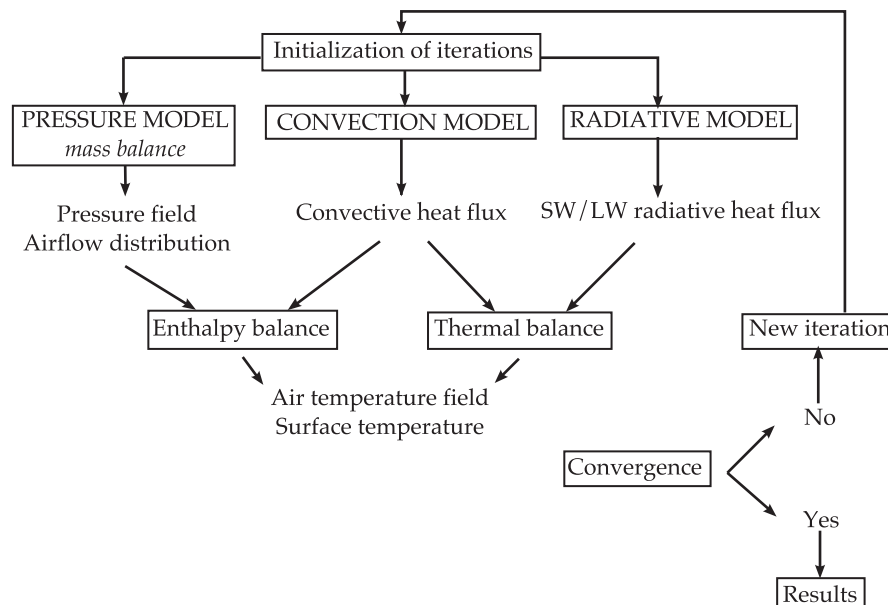 Initialization of iterations
PRESSURE MODEL
mass balance
CONVECTION MODEL
RADIATIVE MODEL
Pressure field
Airflow distribution
Convective heat flux
SW/LW radiative heat flux
Enthalpy balance
Thermal balance
New iteration
Air temperature field
Surface temperature
No
Convergence
Yes
Results